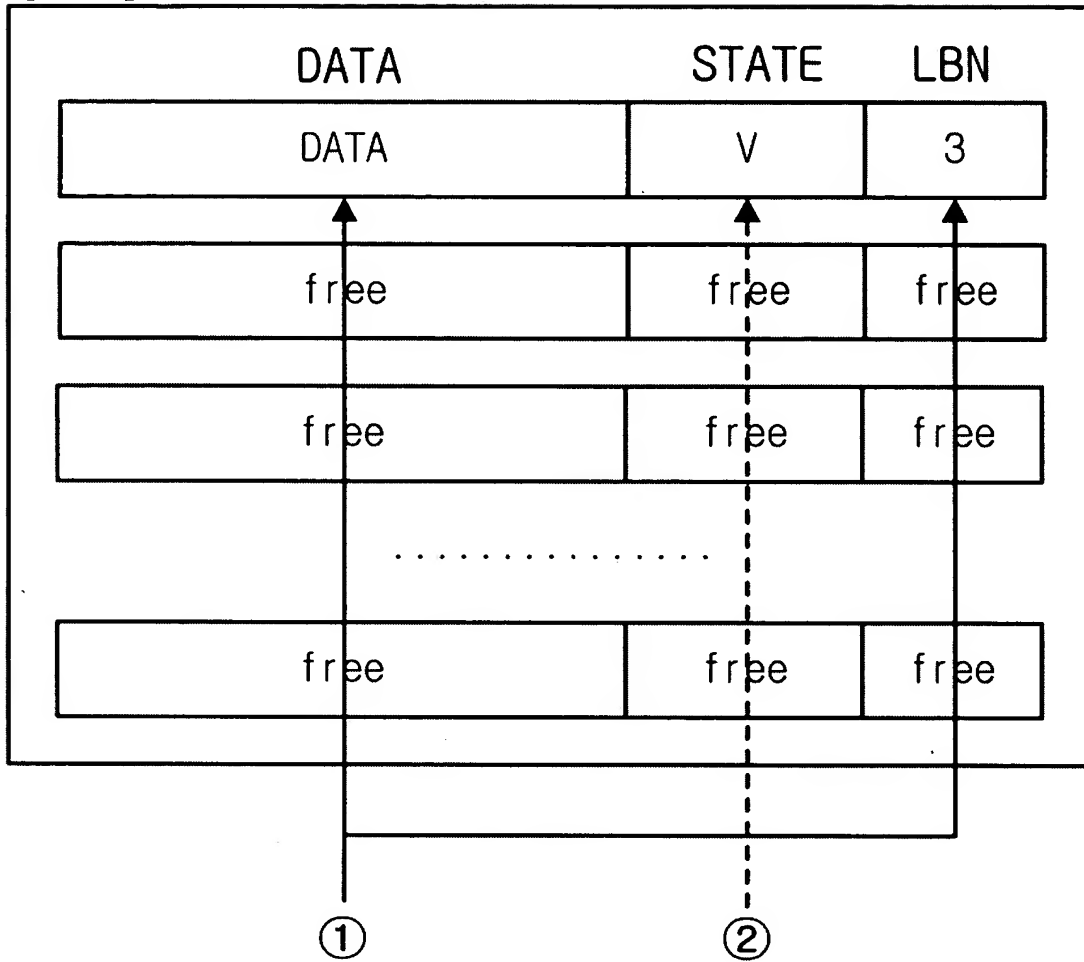 DATA STATE LBN
DATA V 3
free free free
free free free
...............
free free free
① ②